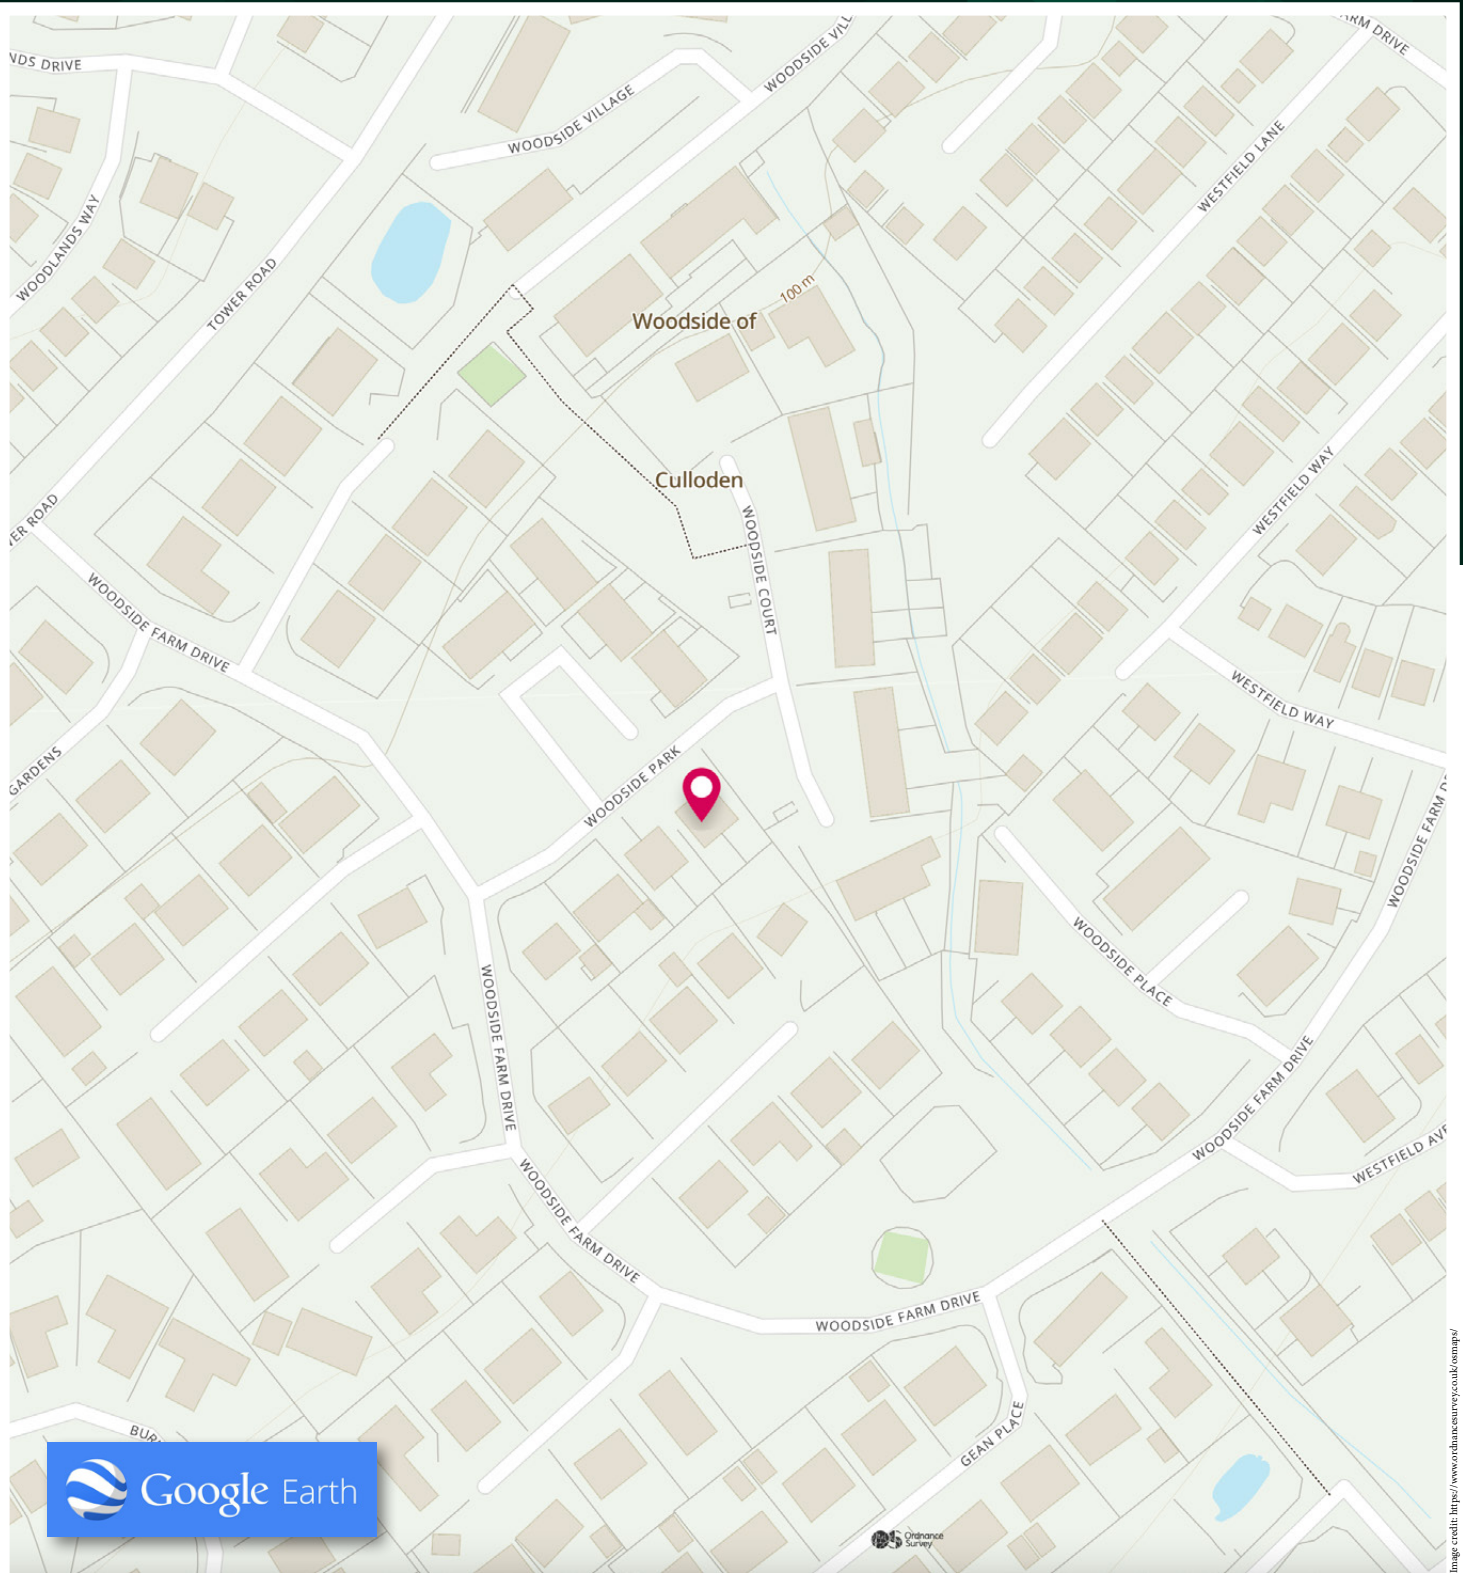 NDS DRIVE
WOODSIDE VILLAGE
WOODSIDE VILL
ARM DRIVE
WESTFIELD LANE
WOODLANDS WAY
TOWER ROAD
100 m
Woodside of
Culloden
WESTFIELD WAY
VER ROAD
WOODSIDE COURT
WOODSIDE FARM DRIVE
WESTFIELD WAY
GARDENS
WOODSIDE PARK
WOODSIDE FARM D
WOODSIDE PLACE
WOODSIDE FARM DRIVE
WOODSIDE FARM DRIVE
WESTFIELD AVE
WOODSIDE FARM DRIVE
WOODSIDE FARM DRIVE
GEAN PLACE
BURN
Google Earth
Ordnance
Survey
Image credit: https://www.ordnancesurvey.co.uk/osmaps/